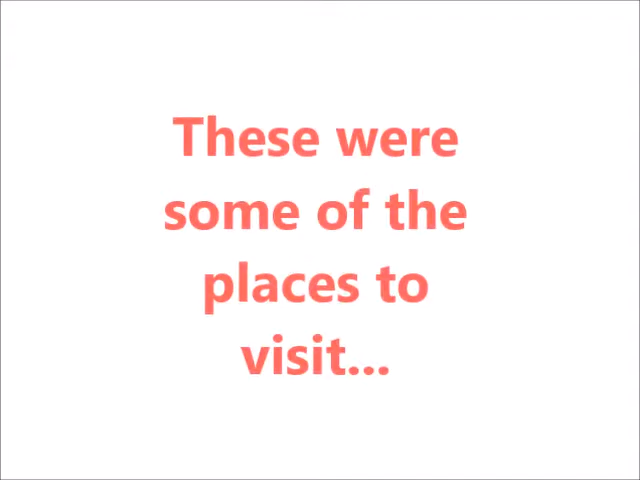 These were
some of the
places to
visit...